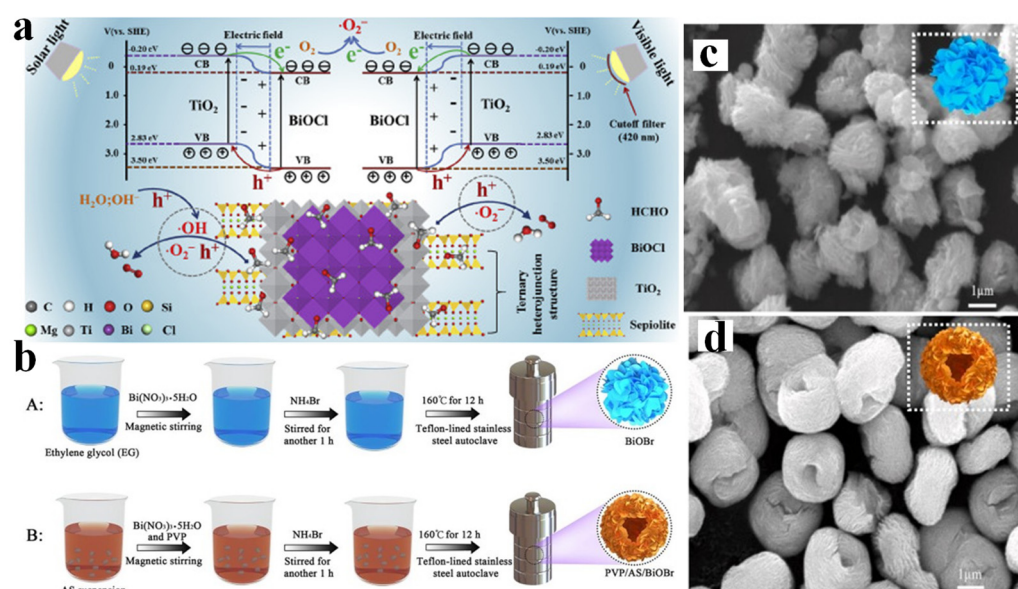 a
Solar light
V(vs. SHE)
Electric field
·O₂⁻
O₂
e⁻
e⁻
O₂
Electric field
V(vs. SHE)
Visible light
-0.20 eV
-0.20 eV
0
CB
CB
0
0.19 eV
0.19 eV
CB
CB
1.0
TiO₂
TiO₂
1.0
BiOCl
BiOCl
2.0
2.0
Cutoff filter
(420 nm)
2.83 eV
VB
VB
2.83 eV
3.0
3.0
3.50 eV
VB
VB
3.50 eV
h⁺
h⁺
H₂O;OH⁻
h⁺
·OH
·O₂⁻ h⁺
h⁺
·O₂⁻
HCHO
BiOCl
TiO₂
Sepiolite
Ternary
heterojunction
structure
C H O Si
Mg Ti Bi Cl
b
A:
Ethylene glycol (EG)
Bi(NO₃)₃·5H₂O
Magnetic stirring
NH₄Br
Stirred for
another 1 h
160℃ for 12 h
Teflon-lined stainless
steel autoclave
BiOBr
B:
Bi(NO₃)₃·5H₂O
and PVP
Magnetic stirring
NH₄Br
Stirred for
another 1 h
160℃ for 12 h
Teflon-lined stainless
steel autoclave
PVP/AS/BiOBr
c
1μm
d
1μm